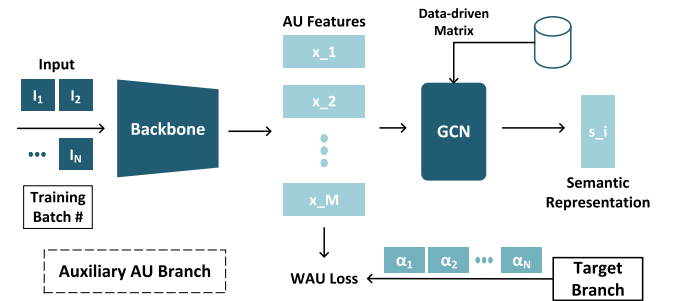 Input
I1 I2
... IN
Training
Batch #
Backbone
AU Features
x_1
x_2
x_M
Data-driven
Matrix
GCN
s_i
Semantic
Representation
Auxiliary AU Branch
WAU Loss
α1 α2 ... αN
Target
Branch